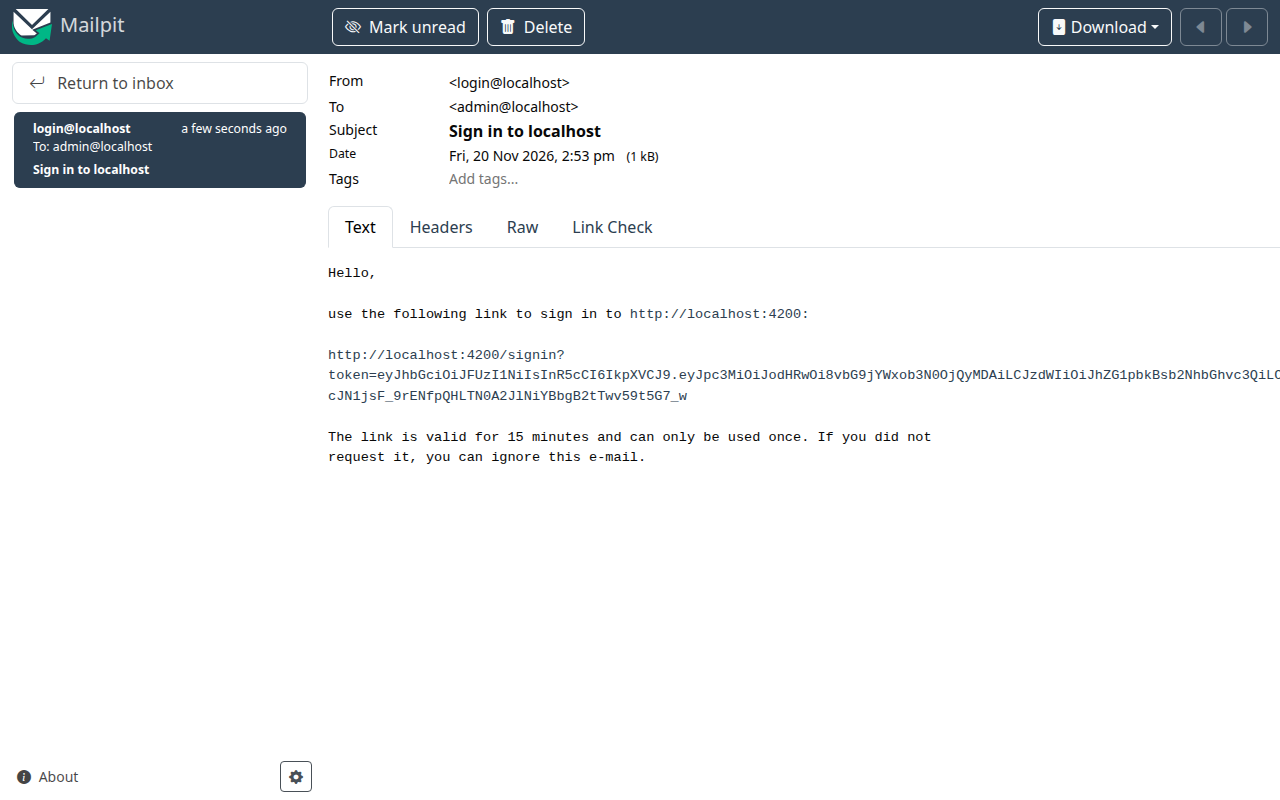 Mailpit
Mark unread
Delete
Download
Return to inbox
login@localhost a few seconds ago
To: admin@localhost
Sign in to localhost
From <login@localhost>
To <admin@localhost>
Subject Sign in to localhost
Date Fri, 20 Nov 2026, 2:53 pm (1 kB)
Tags Add tags...
Text Headers Raw Link Check
Hello,
use the following link to sign in to http://localhost:4200:
http://localhost:4200/signin?
token=eyJhbGciOiJFUzI1NiIsInR5cCI6IkpXVCJ9.eyJpc3MiOiJodHRwOi8vbG9jYWxob3N0OjQyMDAiLCJzdWIiOiJhZG1pbkBsb2NhbGhvc3QiLC
cJN1jsF_9rENfpQHLTN0A2JlNiYBbgB2tTwv59t5G7_w
The link is valid for 15 minutes and can only be used once. If you did not
request it, you can ignore this e-mail.
About